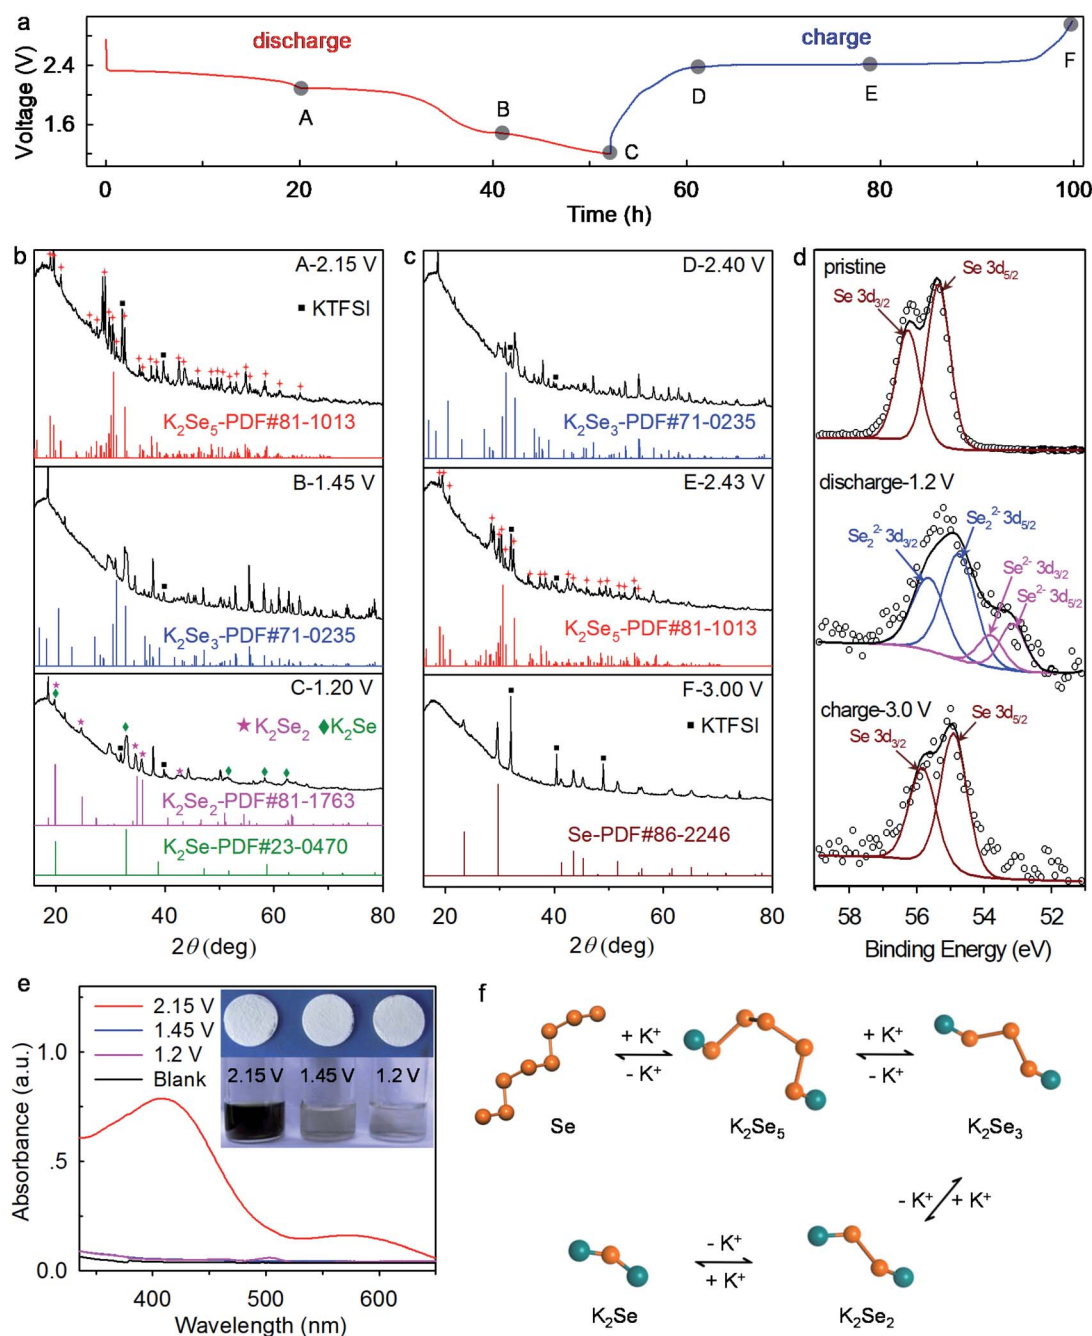 a
discharge
charge
Voltage (V)
2.4
1.6
A
B
C
D
E
F
0
20
40
60
80
100
Time (h)
b
A-2.15 V
■ KTFSI
K₂Se₅-PDF#81-1013
B-1.45 V
K₂Se₃-PDF#71-0235
C-1.20 V
★ K₂Se₂ ♦ K₂Se
K₂Se₂-PDF#81-1763
K₂Se-PDF#23-0470
20
40
60
80
2θ (deg)
c
D-2.40 V
K₂Se₃-PDF#71-0235
E-2.43 V
K₂Se₅-PDF#81-1013
F-3.00 V
■ KTFSI
Se-PDF#86-2246
20
40
60
80
2θ (deg)
d
pristine
Se 3d₅/₂
Se 3d₃/₂
discharge-1.2 V
Se₂²⁻ 3d₅/₂
Se₂²⁻ 3d₃/₂
Se²⁻ 3d₃/₂
Se²⁻ 3d₅/₂
charge-3.0 V
Se 3d₅/₂
Se 3d₃/₂
58
56
54
52
Binding Energy (eV)
e
2.15 V
1.45 V
1.2 V
Blank
2.15 V 1.45 V 1.2 V
Absorbance (a.u.)
1.0
.5
0.0
400
500
600
Wavelength (nm)
f
+ K⁺
- K⁺
+ K⁺
- K⁺
Se
K₂Se₅
K₂Se₃
- K⁺ + K⁺
- K⁺
+ K⁺
K₂Se
K₂Se₂